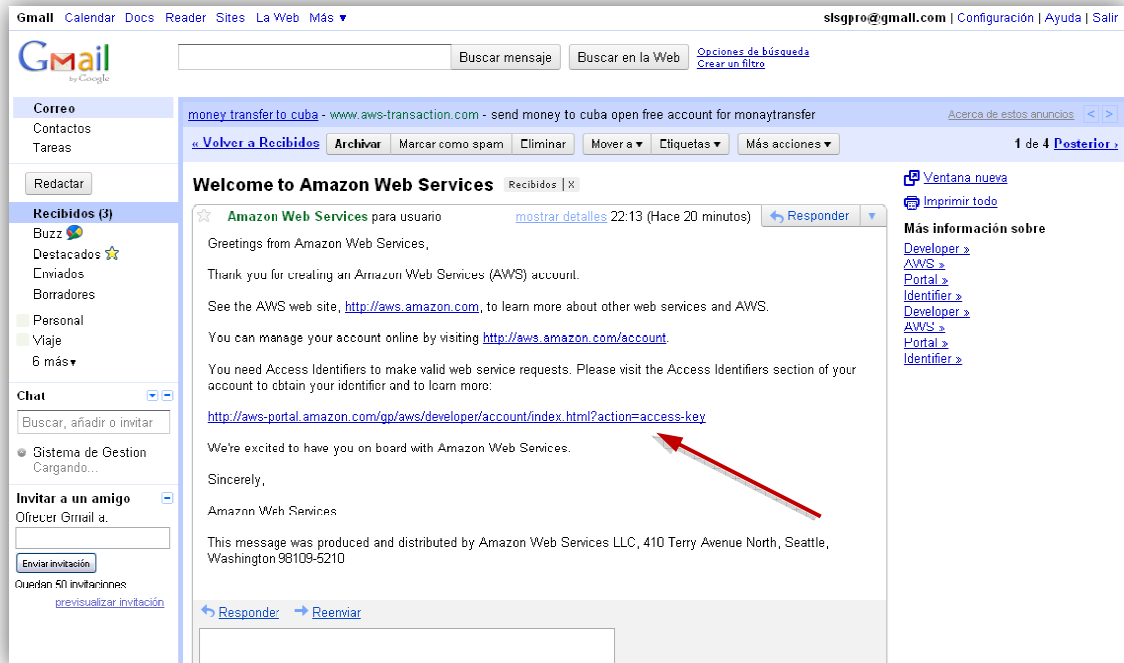 Gmail Calendar Docs Reader Sites La Web Más ▼
slsgpro@gmail.com | Configuración | Ayuda | Salir
Gmail
by Google
Buscar mensaje
Buscar en la Web
Opciones de búsqueda
Crear un filtro
Correo
Contactos
Tareas
Redactar
Recibidos (3)
Buzz
Destacados
Enviados
Borradores
Personal
Viaje
6 más▼
Chat
Buscar, añadir o invitar
Sistema de Gestion
Cargando...
Invitar a un amigo
Ofrecer Gmail a:
Enviar invitación
Quedan 50 invitaciones
previsualizar invitación
money transfer to cuba - www.aws-transaction.com - send money to cuba open free account for monaytransfer
Acerca de estos anuncios < >
« Volver a Recibidos
Archivar
Marcar como spam
Eliminar
Mover a ▼
Etiquetas ▼
Más acciones ▼
1 de 4 Posterior ›
Welcome to Amazon Web Services
Recibidos | X
Amazon Web Services para usuario
mostrar detalles 22:13 (Hace 20 minutos)
Responder
▼
Greetings from Amazon Web Services,
Thank you for creating an Amazon Web Services (AWS) account.
See the AWS web site, http://aws.amazon.com, to learn more about other web services and AWS.
You can manage your account online by visiting http://aws.amazon.com/account.
You need Access Identifiers to make valid web service requests. Please visit the Access Identifiers section of your
account to obtain your identifier and to learn more:
http://aws-portal.amazon.com/gp/aws/developer/account/index.html?action=access-key
We're excited to have you on board with Amazon Web Services.
Sincerely,
Amazon Web Services
This message was produced and distributed by Amazon Web Services LLC, 410 Terry Avenue North, Seattle,
Washington 98109-5210
Responder
Reenviar
Ventana nueva
Imprimir todo
Más información sobre
Developer »
AWS »
Portal »
Identifier »
Developer »
AWS »
Portal »
Identifier »